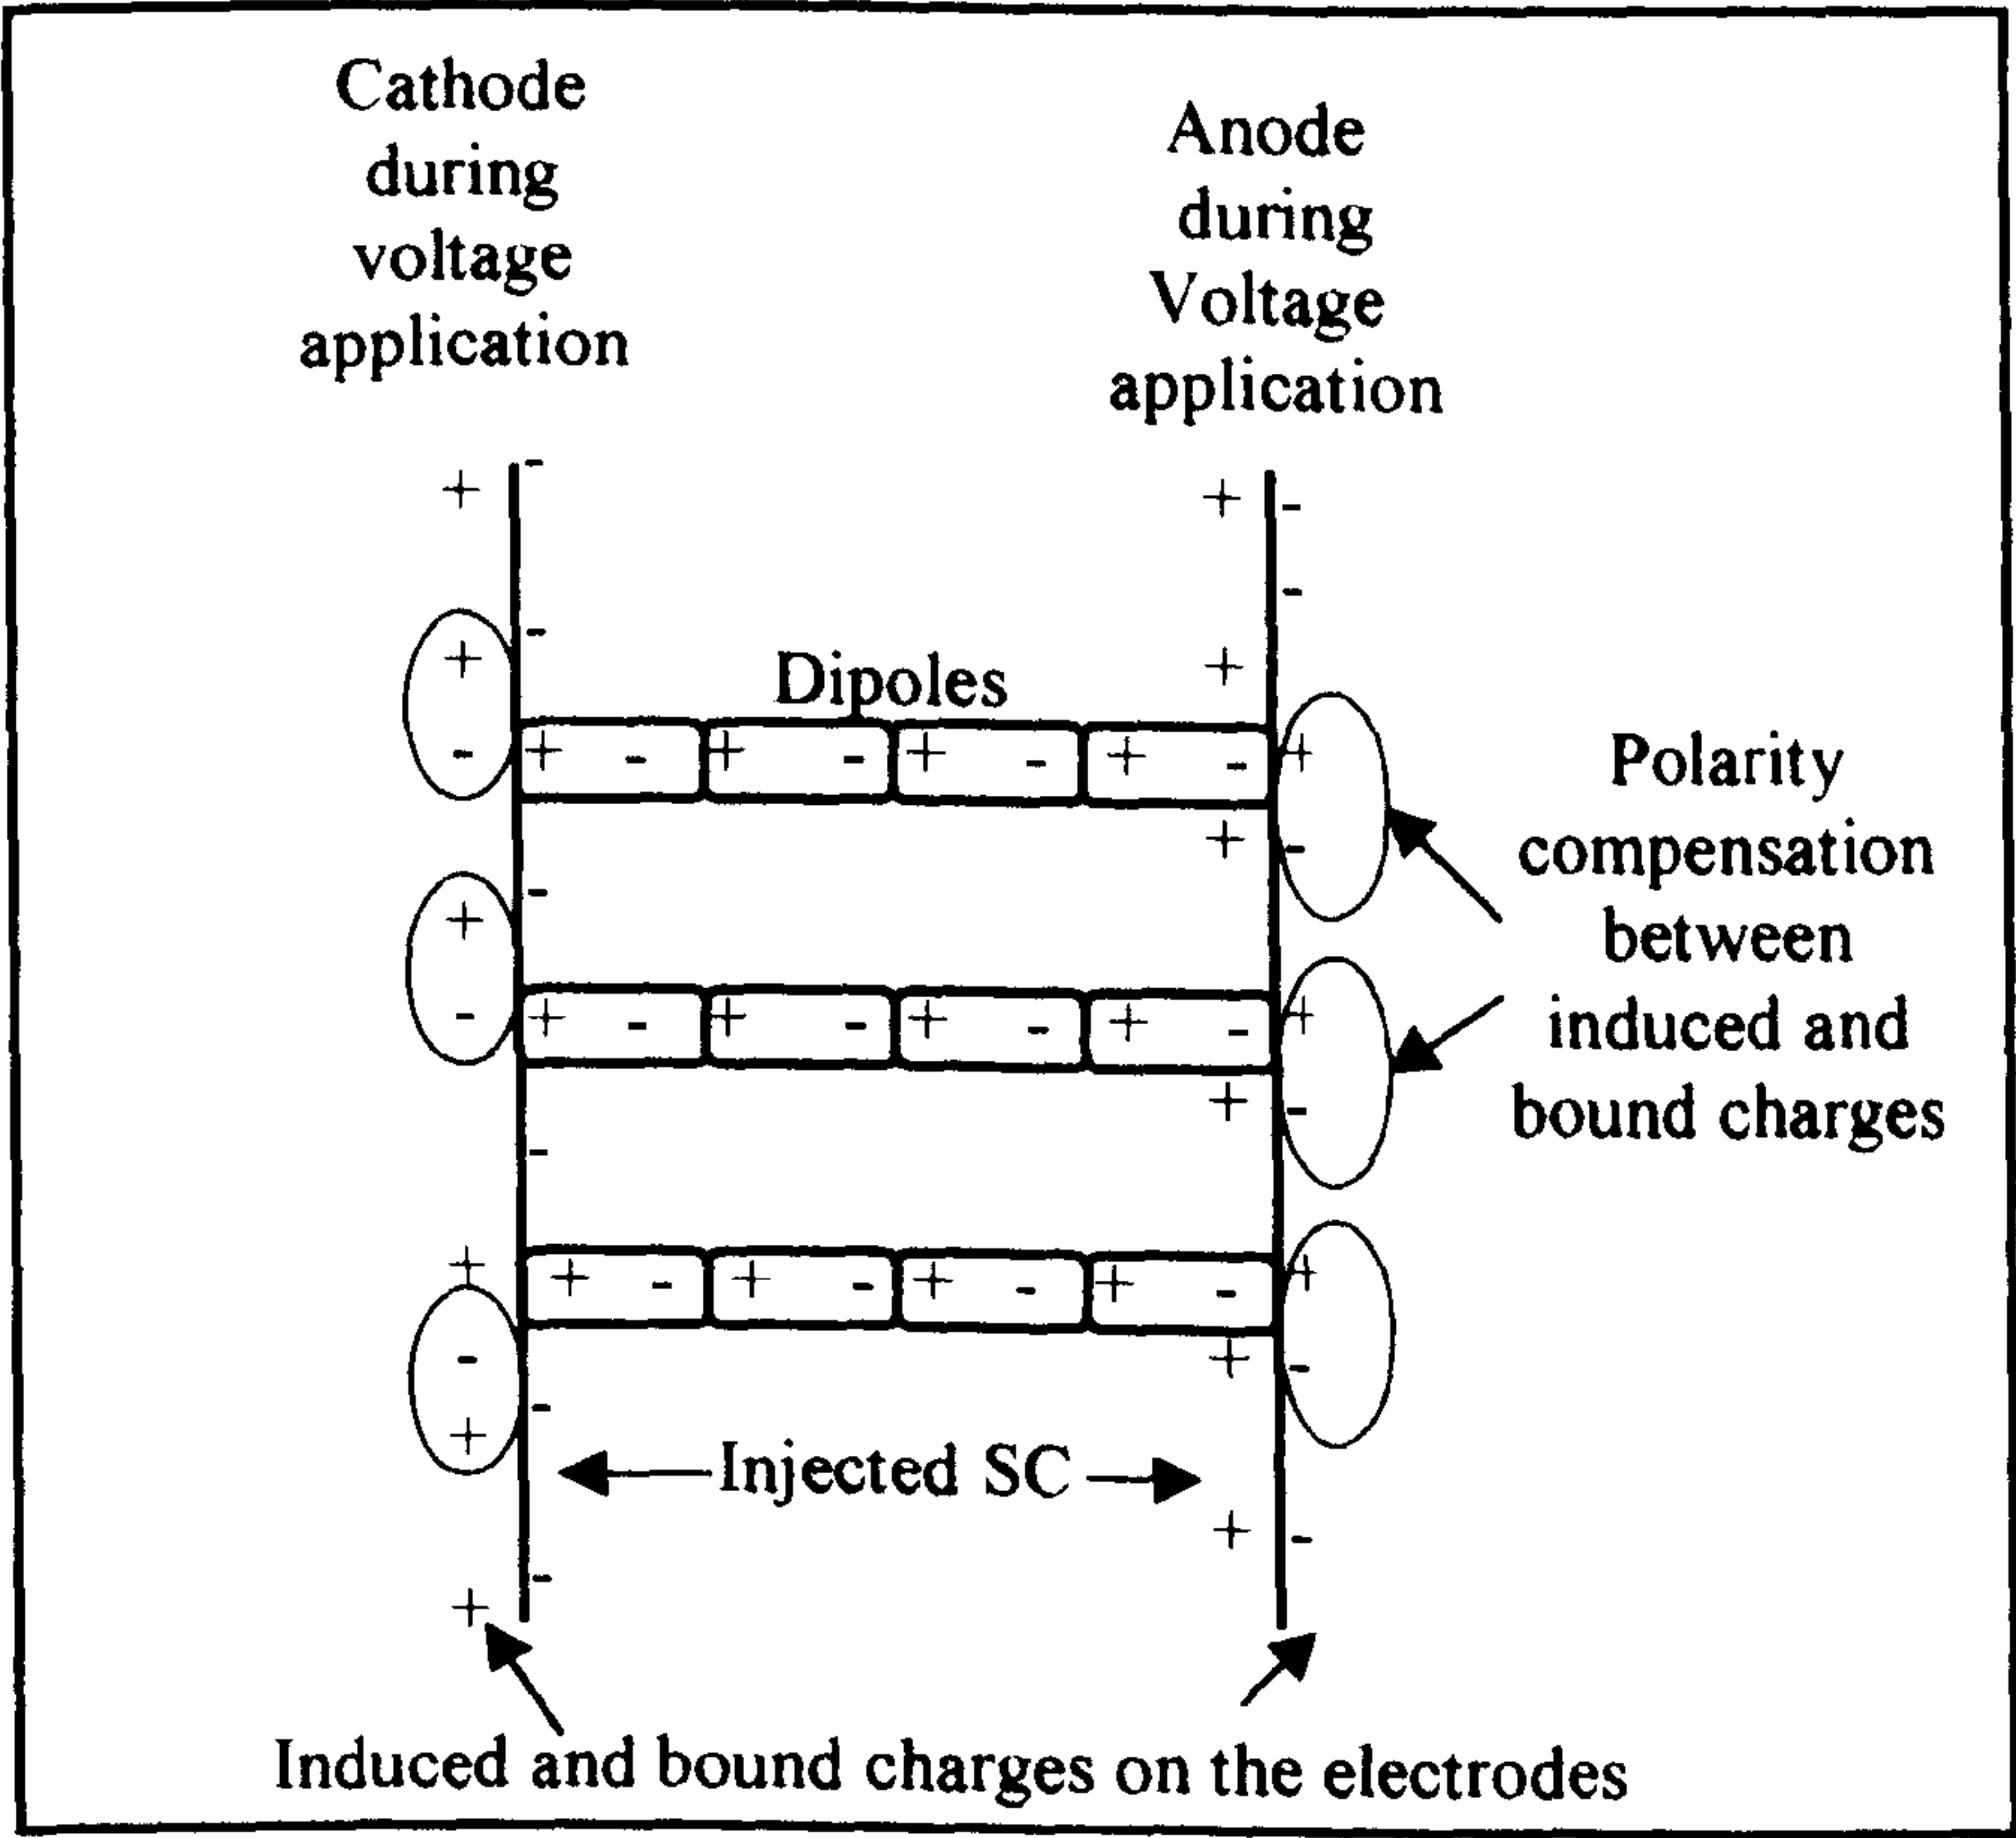 Cathode
during
voltage
application
Anode
during
Voltage
application
+ - + -
-
- + +
Dipoles
+ - + - + - + - + -
+ -
Polarity
compensation
between
induced and
bound charges
- +
- + - + - + - + - +
+ -
-
+ + - + - + - + - +
- + -
- +
Injected SC
+ -
- +
Induced and bound charges on the electrodes